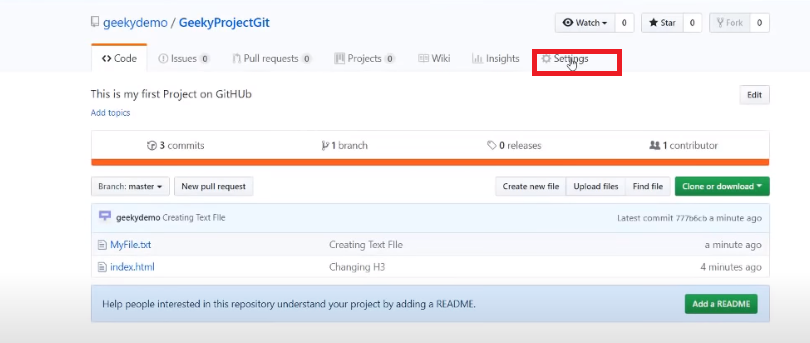 geekydemo / GeekyProjectGit Watch 0 Star 0 Fork 0
Code Issues 0 Pull requests 0 Projects 0 Wiki Insights Settings
This is my first Project on GitHUb Edit
Add topics
3 commits 1 branch 0 releases 1 contributor
Branch: master New pull request Create new file Upload files Find file Clone or download
geekydemo Creating Text FIle Latest commit 777b6cb a minute ago
MyFile.txt Creating Text FIle a minute ago
index.html Changing H3 4 minutes ago
Help people interested in this repository understand your project by adding a README. Add a README